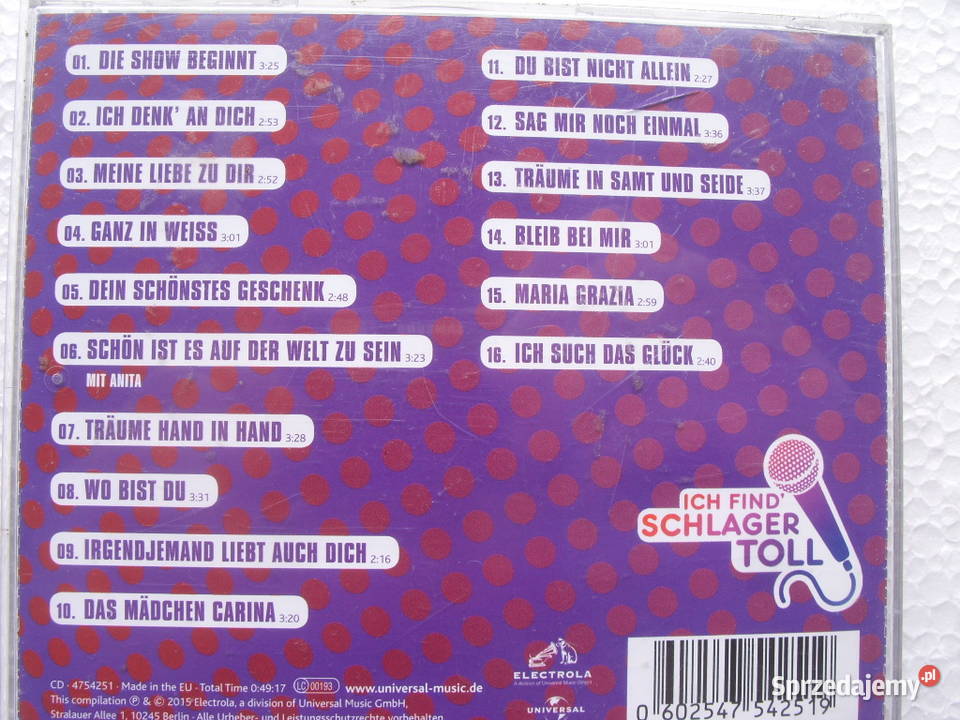 01. DIE SHOW BEGINNT 3:25
02. ICH DENK' AN DICH 2:53
03. MEINE LIEBE ZU DIR 2:52
04. GANZ IN WEISS 3:01
05. DEIN SCHÖNSTES GESCHENK 2:48
06. SCHÖN IST ES AUF DER WELT ZU SEIN 3:23
MIT ANITA
07. TRÄUME HAND IN HAND 3:28
08. WO BIST DU 3:31
09. IRGENDJEMAND LIEBT AUCH DICH 2:16
10. DAS MÄDCHEN CARINA 3:20
11. DU BIST NICHT ALLEIN 2:27
12. SAG MIR NOCH EINMAL 3:36
13. TRÄUME IN SAMT UND SEIDE 3:37
14. BLEIB BEI MIR 3:01
15. MARIA GRAZIA 2:59
16. ICH SUCH DAS GLÜCK 2:40
ICH FIND'
SCHLAGER
TOLL
CD · 4754251 · Made in the EU · Total Time 0:49:17 LC 00193 www.universal-music.de
This compilation ℗ & © 2015 Electrola, a division of Universal Music GmbH,
Stralauer Allee 1, 10245 Berlin · Alle Urheber- und Leistungsschutzrechte vorbehalten
ELECTROLA
A division of Universal Music GmbH
UNIVERSAL
0 602547 542519
Sprzedajemy.pl